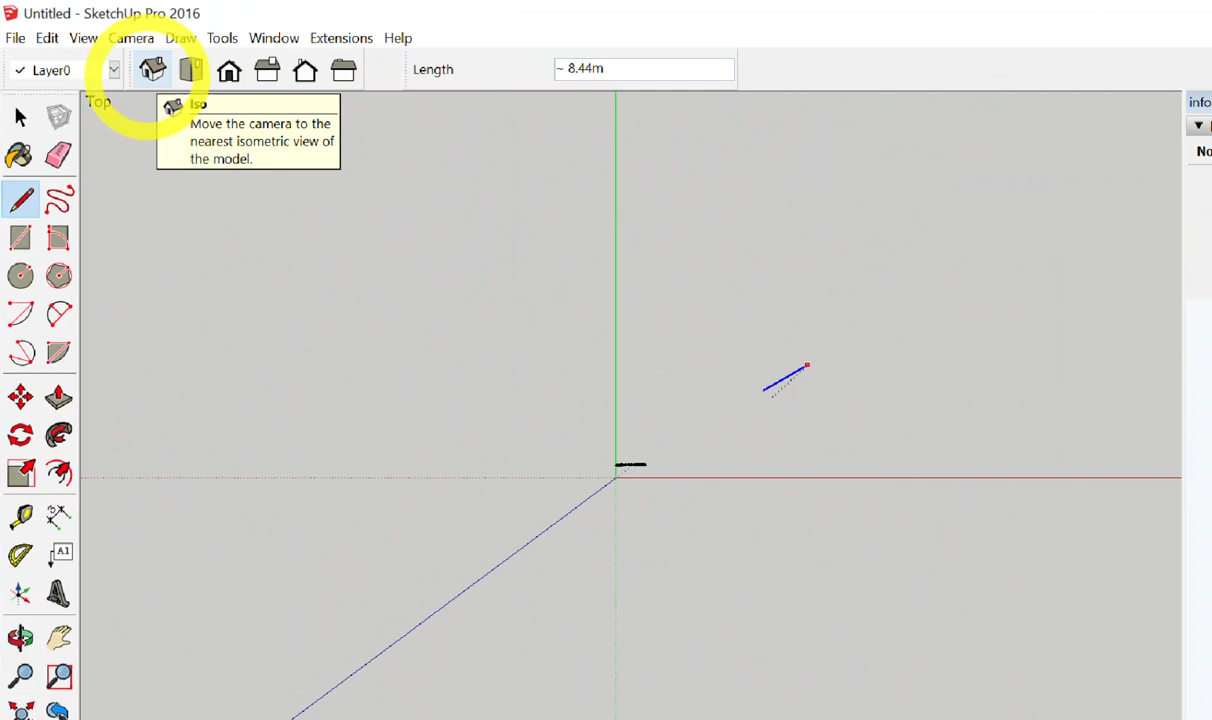 Untitled - SketchUp Pro 2016
File Edit View Camera Draw Tools Window Extensions Help
✓ Layer0
Length
~ 8.44m
Top
Iso
Move the camera to the
nearest isometric view of
the model.
info
No
A1